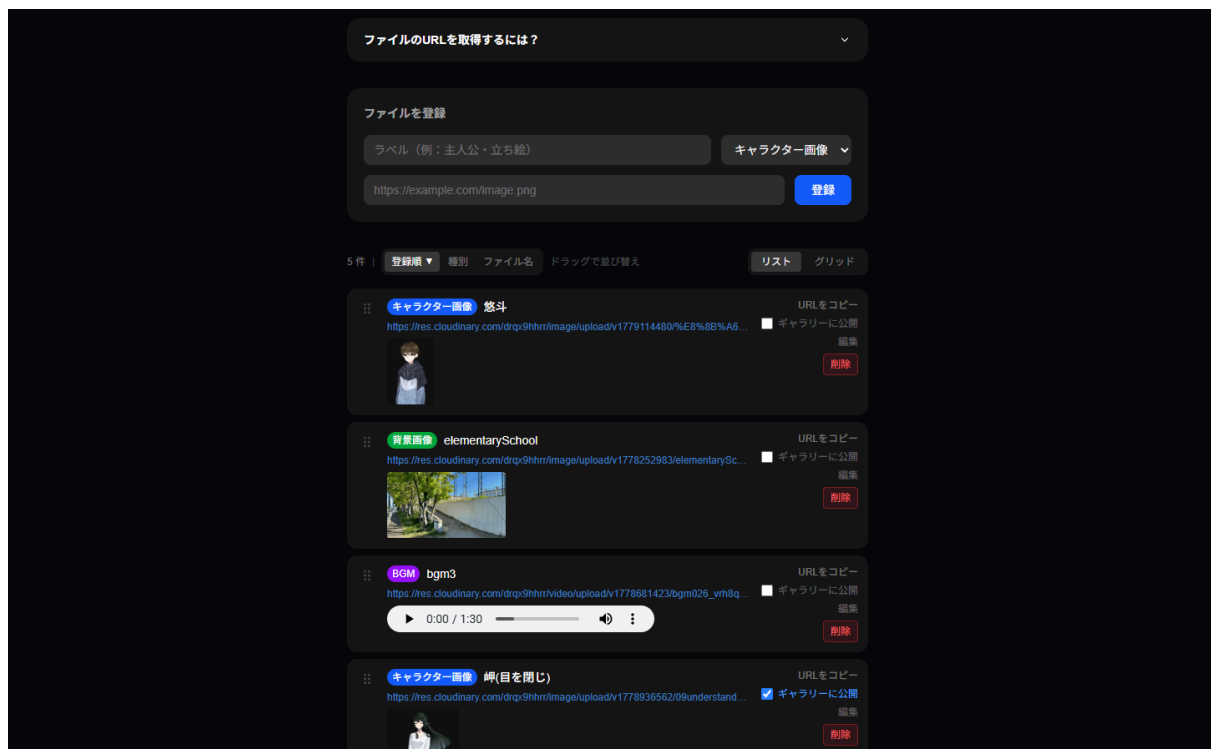 ファイルのURLを取得するには？
ファイルを登録
ラベル（例：主人公・立ち絵）
キャラクター画像
https://example.com/image.png
登録
5 件 | 登録順 ▼ 種別 ファイル名 ドラッグで並び替え リスト グリッド
キャラクター画像 悠斗 URLをコピー
https://res.cloudinary.com/drqx9hhrr/image/upload/v1779114480/%E8%8B%A6... ギャラリーに公開
編集
削除
背景画像 elementarySchool URLをコピー
https://res.cloudinary.com/drqx9hhrr/image/upload/v1778252983/elementarySc... ギャラリーに公開
編集
削除
BGM bgm3 URLをコピー
https://res.cloudinary.com/drqx9hhrr/video/upload/v1778681423/bgm026_vrh8q... ギャラリーに公開
0:00 / 1:30 編集
削除
キャラクター画像 岬(目を閉じ) URLをコピー
https://res.cloudinary.com/drqx9hhrr/image/upload/v1778936562/09understand... ギャラリーに公開
編集
削除